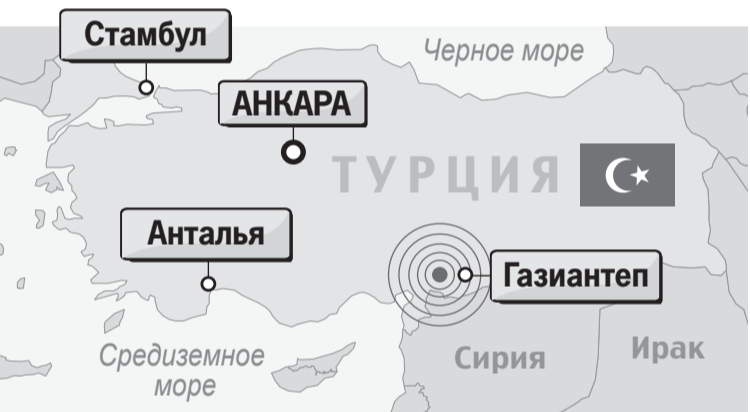 Стамбул
Черное море
АНКАРА
ТУРЦИЯ
Анталья
Газиантеп
Средиземное
море
Сирия
Ирак